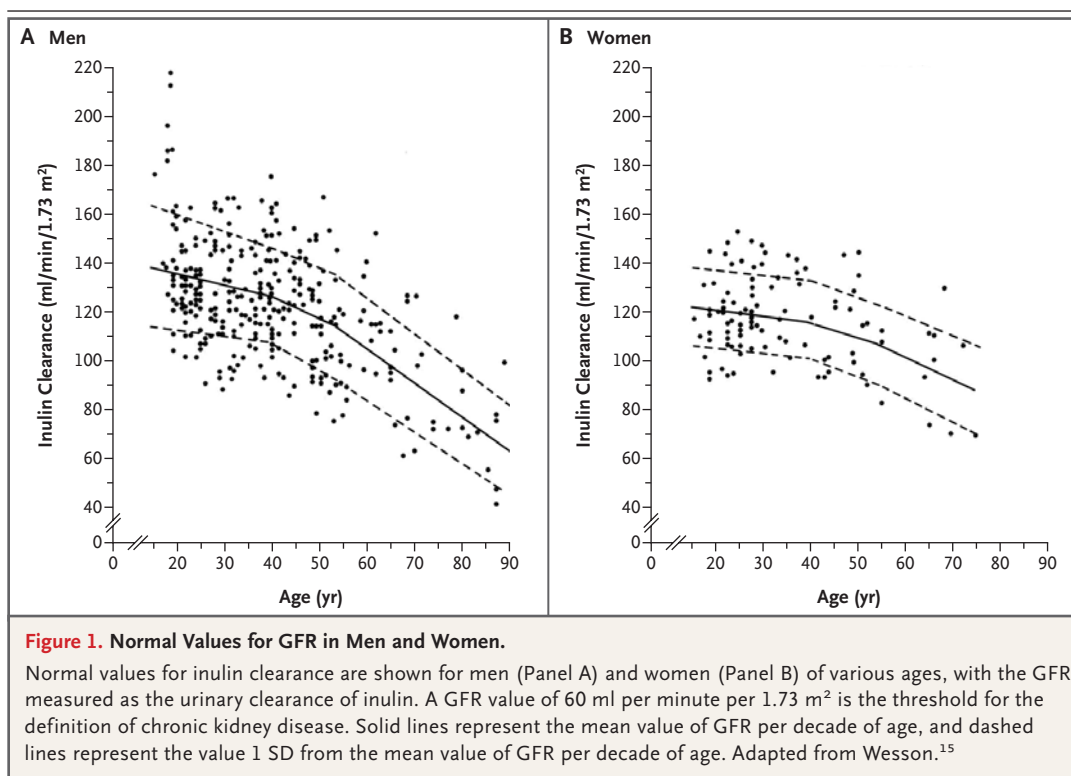 A Men
220
200
180
160
140
120
100
80
60
40
0
Inulin Clearance (ml/min/1.73 m²)
0 20 30 40 50 60 70 80 90
Age (yr)
B Women
220
200
180
160
140
120
100
80
60
40
0
Inulin Clearance (ml/min/1.73 m²)
0 20 30 40 50 60 70 80 90
Age (yr)
Figure 1. Normal Values for GFR in Men and Women.
Normal values for inulin clearance are shown for men (Panel A) and women (Panel B) of various ages, with the GFR
measured as the urinary clearance of inulin. A GFR value of 60 ml per minute per 1.73 m² is the threshold for the
definition of chronic kidney disease. Solid lines represent the mean value of GFR per decade of age, and dashed
lines represent the value 1 SD from the mean value of GFR per decade of age. Adapted from Wesson.¹⁵